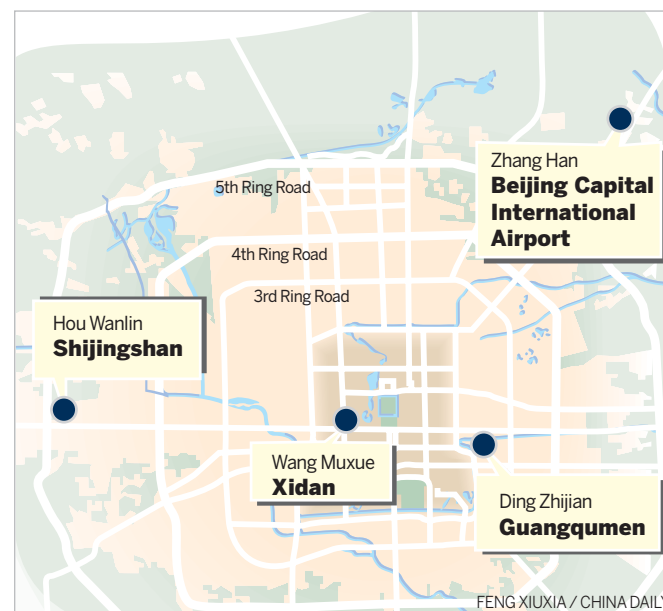 Zhang Han
Beijing Capital
International
Airport
5th Ring Road
4th Ring Road
3rd Ring Road
Hou Wanlin
Shijingshan
Wang Muxue
Xidan
Ding Zhijian
Guangqumen
FENG XIUXIA / CHINA DAILY